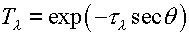 T_λ = exp(−τ_λ sec θ)